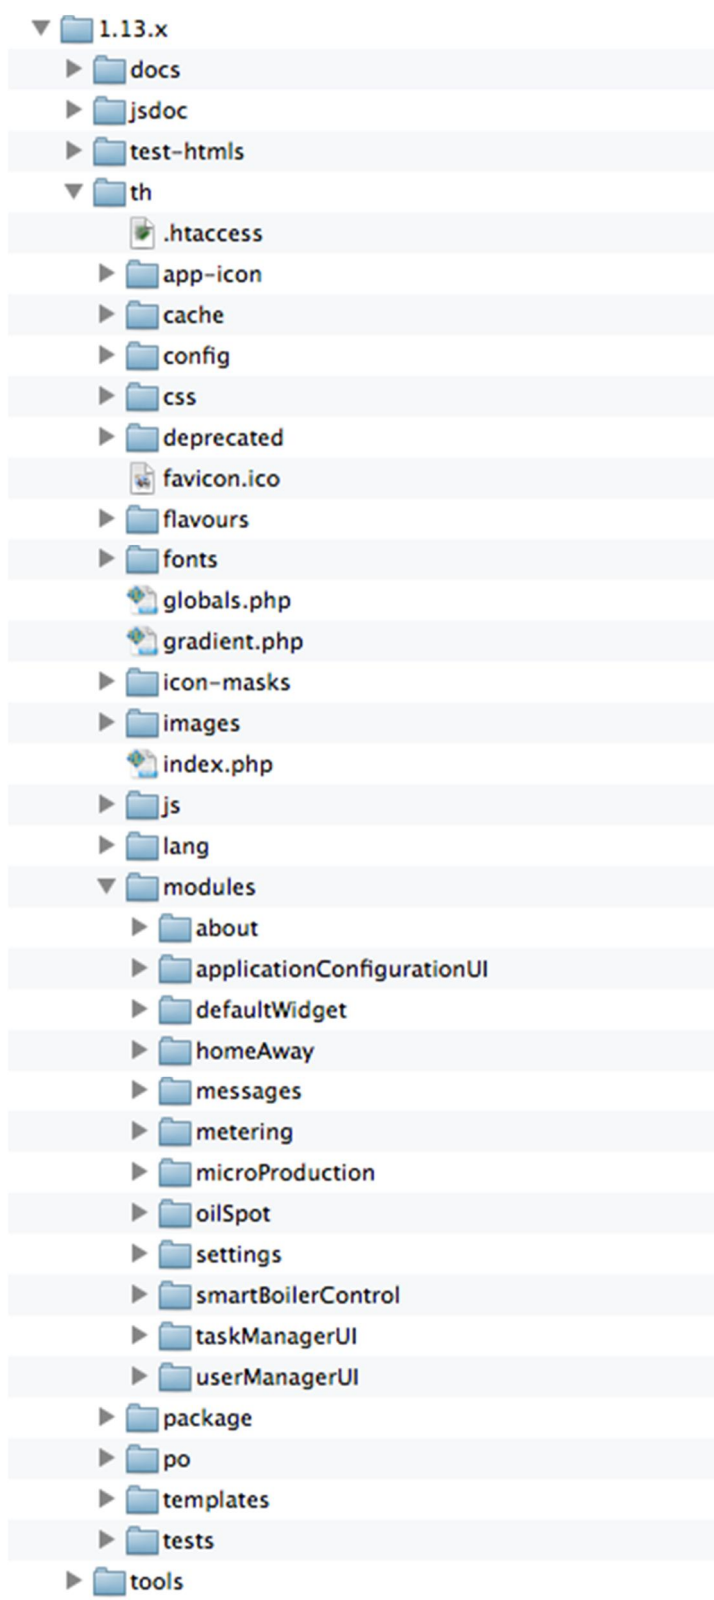 1.13.x
docs
jsdoc
test-htmls
th
.htaccess
app-icon
cache
config
css
deprecated
favicon.ico
flavours
fonts
globals.php
gradient.php
icon-masks
images
index.php
js
lang
modules
about
applicationConfigurationUI
defaultWidget
homeAway
messages
metering
microProduction
oilSpot
settings
smartBoilerControl
taskManagerUI
userManagerUI
package
po
templates
tests
tools